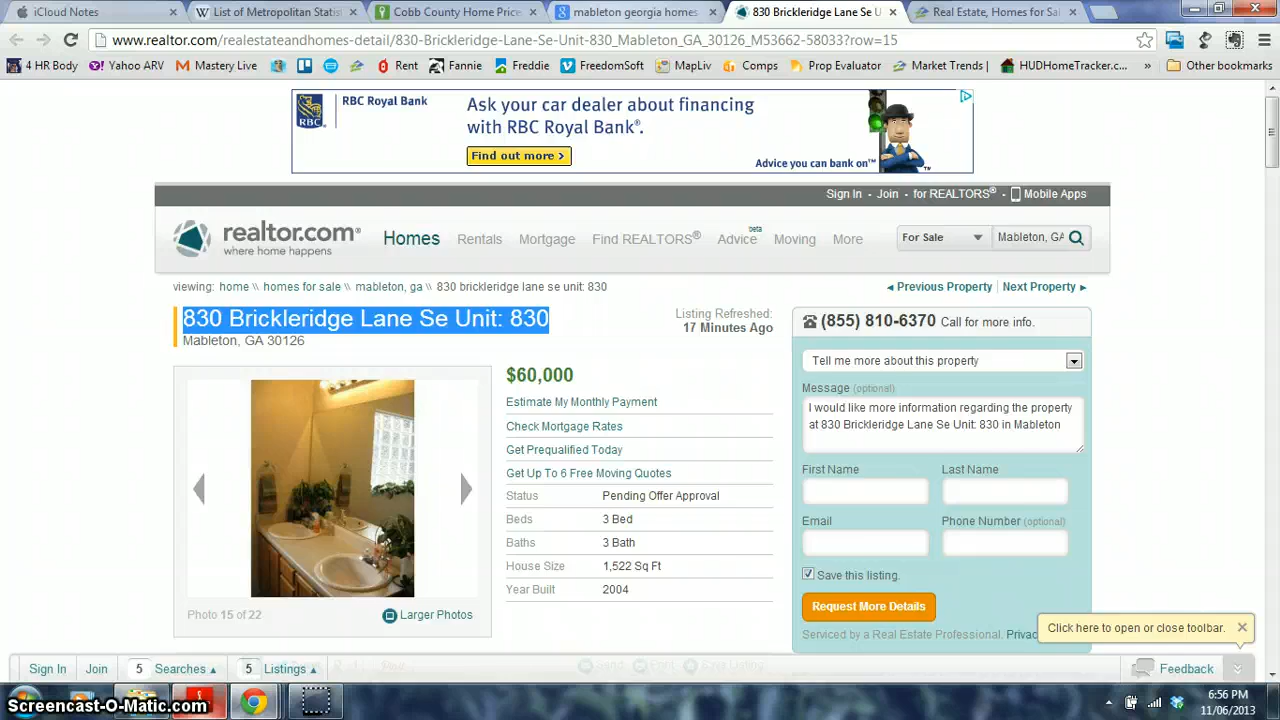 iCloud Notes
List of Metropolitan Statistic
Cobb County Home Price
mableton georgia homes
830 Brickleridge Lane Se U
Real Estate, Homes for Sal
www.realtor.com/realestateandhomes-detail/830-Brickleridge-Lane-Se-Unit-830_Mableton_GA_30126_M53662-58033?row=15
4 HR Body
Yahoo ARV
Mastery Live
Rent
Fannie
Freddie
FreedomSoft
MapLiv
Comps
Prop Evaluator
Market Trends |
HUDHomeTracker.c...
»
Other bookmarks
RBC
RBC Royal Bank
Ask your car dealer about financing
with RBC Royal Bank®.
Find out more >
Advice you can bank on™
Sign In - Join - for REALTORS® - Mobile Apps
realtor.com®
where home happens
Homes
Rentals
Mortgage
Find REALTORS®
Advice beta
Moving
More
For Sale
Mableton, GA
viewing: home \\ homes for sale \\ mableton, ga \\ 830 brickleridge lane se unit: 830
Previous Property | Next Property
830 Brickleridge Lane Se Unit: 830
Mableton, GA 30126
Listing Refreshed:
17 Minutes Ago
Photo 15 of 22
Larger Photos
$60,000
Estimate My Monthly Payment
Check Mortgage Rates
Get Prequalified Today
Get Up To 6 Free Moving Quotes
Status Pending Offer Approval
Beds 3 Bed
Baths 3 Bath
House Size 1,522 Sq Ft
Year Built 2004
(855) 810-6370 Call for more info.
Tell me more about this property
Message (optional)
I would like more information regarding the property
at 830 Brickleridge Lane Se Unit: 830 in Mableton
First Name
Last Name
Email
Phone Number (optional)
Save this listing.
Request More Details
Serviced by a Real Estate Professional. Privac
Click here to open or close toolbar.
Sign In
Join
5 Searches
5 Listings
Feedback
Screencast-O-Matic.com
6:56 PM
11/06/2013